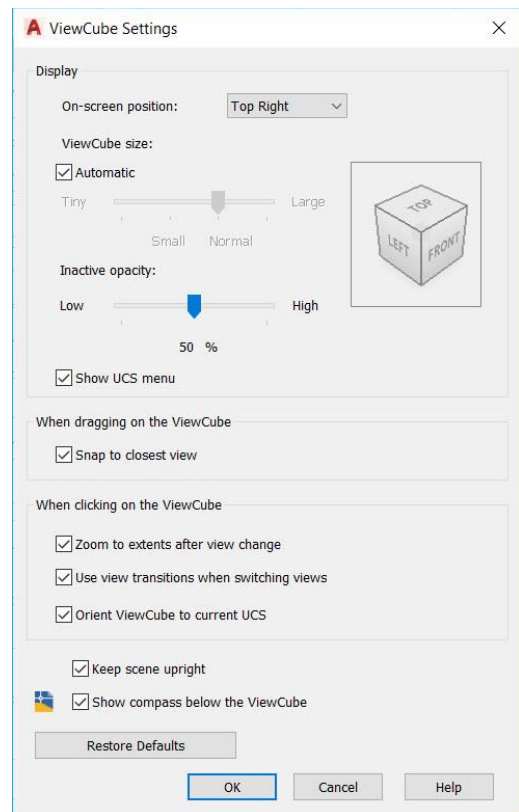 ViewCube Settings
Display
On-screen position: Top Right
ViewCube size:
Automatic
Tiny Large
Small Normal
TOP
LEFT FRONT
Inactive opacity:
Low High
50 %
Show UCS menu
When dragging on the ViewCube
Snap to closest view
When clicking on the ViewCube
Zoom to extents after view change
Use view transitions when switching views
Orient ViewCube to current UCS
Keep scene upright
Show compass below the ViewCube
Restore Defaults
OK Cancel Help